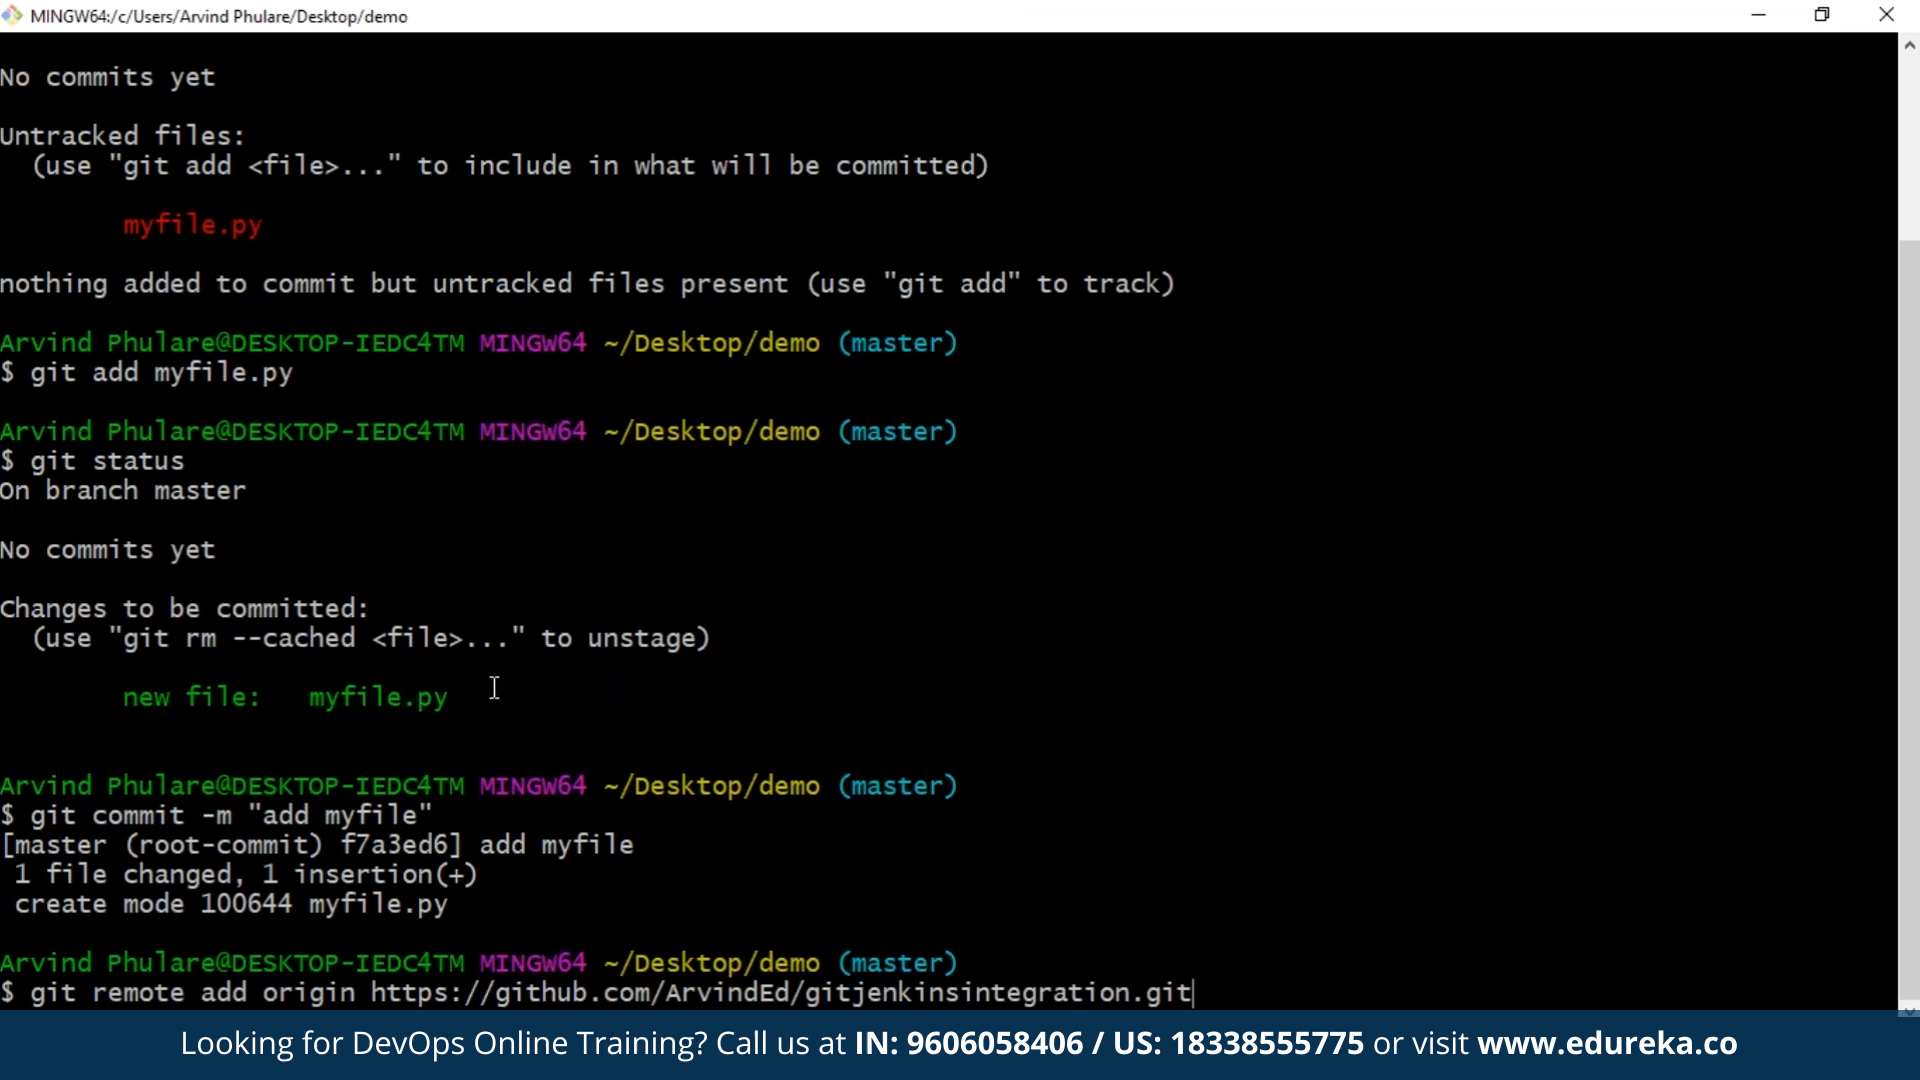 MINGW64:/c/Users/Arvind Phulare/Desktop/demo
No commits yet
Untracked files:
(use "git add <file>..." to include in what will be committed)
myfile.py
nothing added to commit but untracked files present (use "git add" to track)
Arvind Phulare@DESKTOP-IEDC4TM MINGW64 ~/Desktop/demo (master)
$ git add myfile.py
Arvind Phulare@DESKTOP-IEDC4TM MINGW64 ~/Desktop/demo (master)
$ git status
On branch master
No commits yet
Changes to be committed:
(use "git rm --cached <file>..." to unstage)
new file:   myfile.py
Arvind Phulare@DESKTOP-IEDC4TM MINGW64 ~/Desktop/demo (master)
$ git commit -m "add myfile"
[master (root-commit) f7a3ed6] add myfile
1 file changed, 1 insertion(+)
create mode 100644 myfile.py
Arvind Phulare@DESKTOP-IEDC4TM MINGW64 ~/Desktop/demo (master)
$ git remote add origin https://github.com/ArvindEd/gitjenkinsintegration.git
Looking for DevOps Online Training? Call us at IN: 9606058406 / US: 18338555775 or visit www.edureka.co